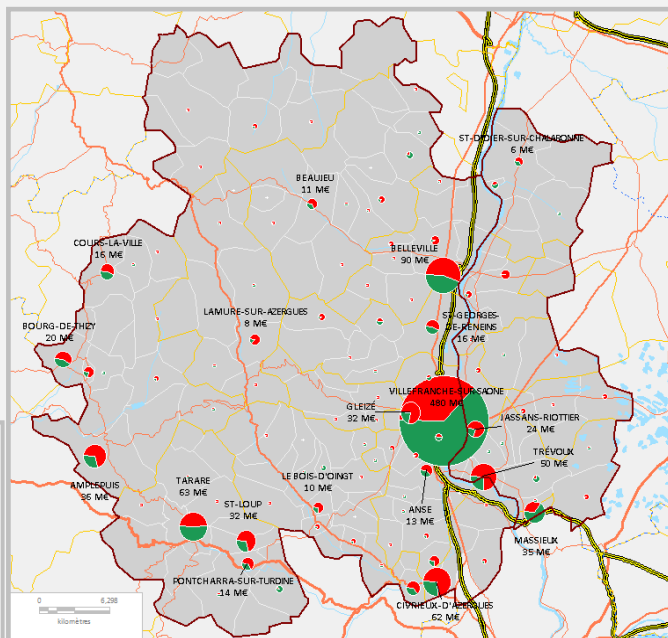 ST-DIDIER-SUR-CHALARONNE
6 M€
BEAUJEU
11 M€
COURS-LA-VILLE
16 M€
BELLEVILLE
90 M€
LAMURE-SUR-AZERGUES
8 M€
ST-GEORGES-
DE-RENEINS
16 M€
BOURG-DE-THIZY
20 M€
VILLEFRANCHE-SUR-SAONE
480 M€
GLEIZÉ
32 M€
JASSANS-RIOTTIER
24 M€
TRÉVOUX
50 M€
AMPLEPUIS
36 M€
TARARE
63 M€
LE BOIS-D'OINGT
10 M€
ST-LOUP
32 M€
ANSE
13 M€
MASSIEUX
35 M€
PONTCHARRA-SUR-TURDINE
14 M€
CIVRIEUX-D'AZERGUES
62 M€
0 6,298
kilomètres